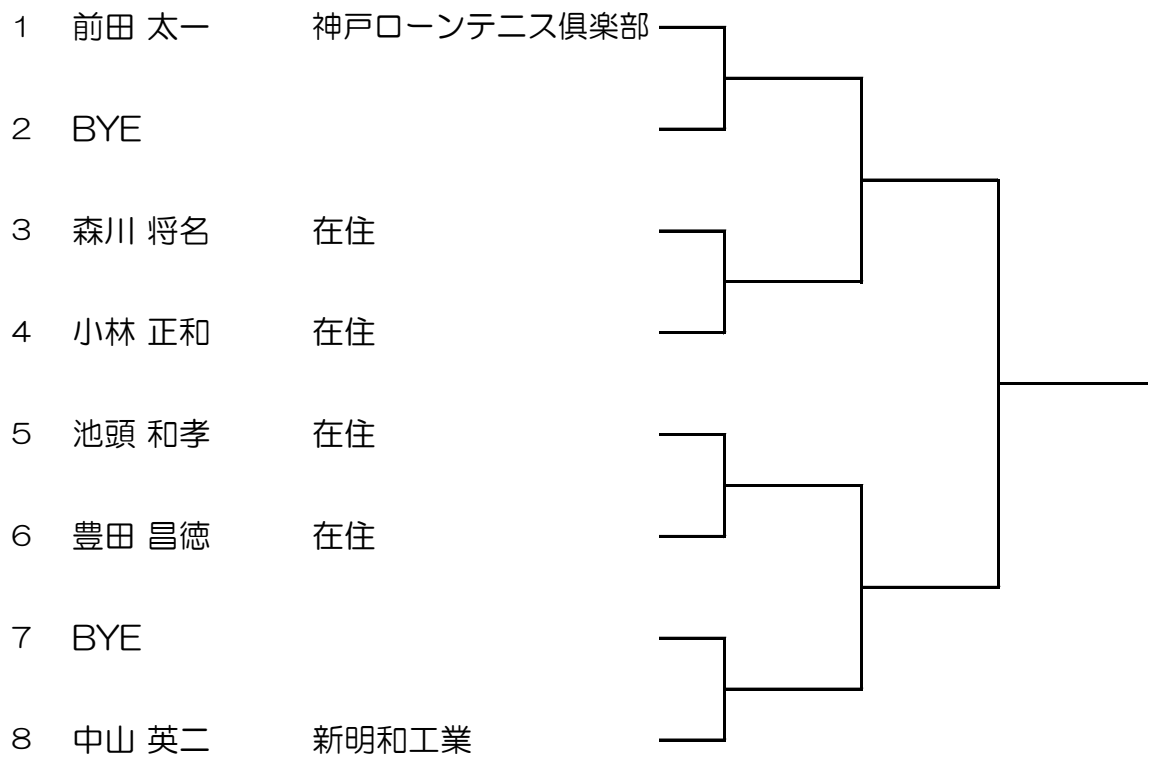 1 前田 太一 神戸ローンテニス倶楽部
2 BYE
3 森川 将名 在住
4 小林 正和 在住
5 池頭 和孝 在住
6 豊田 昌徳 在住
7 BYE
8 中山 英二 新明和工業